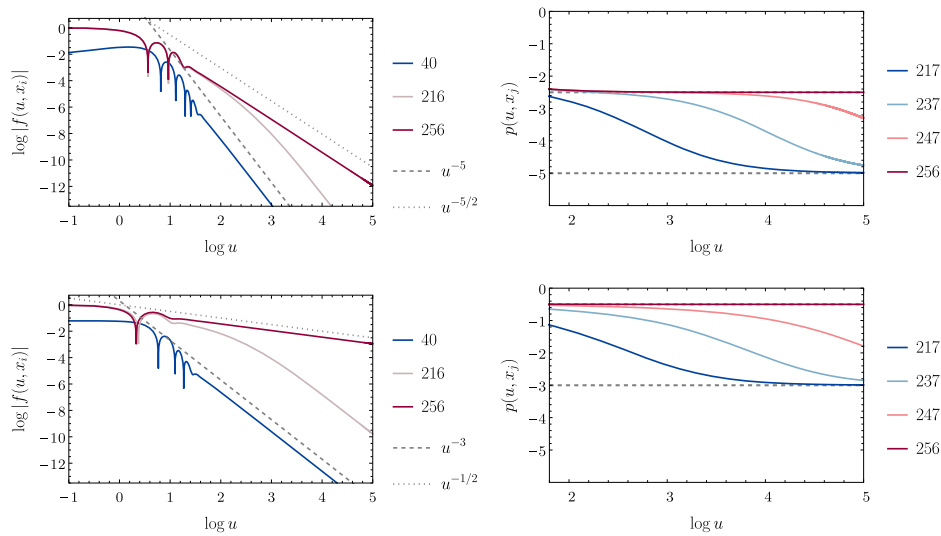 log |f(u, x_i)|
0
−2
−4
−6
−8
−10
−12
−1 0 1 2 3 4 5
log u
40
216
256
u^{−5}
u^{−5/2}
p(u, x_j)
0
−1
−2
−3
−4
−5
2 3 4 5
log u
217
237
247
256
log |f(u, x_i)|
0
−2
−4
−6
−8
−10
−12
−1 0 1 2 3 4 5
log u
40
216
256
u^{−3}
u^{−1/2}
p(u, x_j)
0
−1
−2
−3
−4
−5
2 3 4 5
log u
217
237
247
256